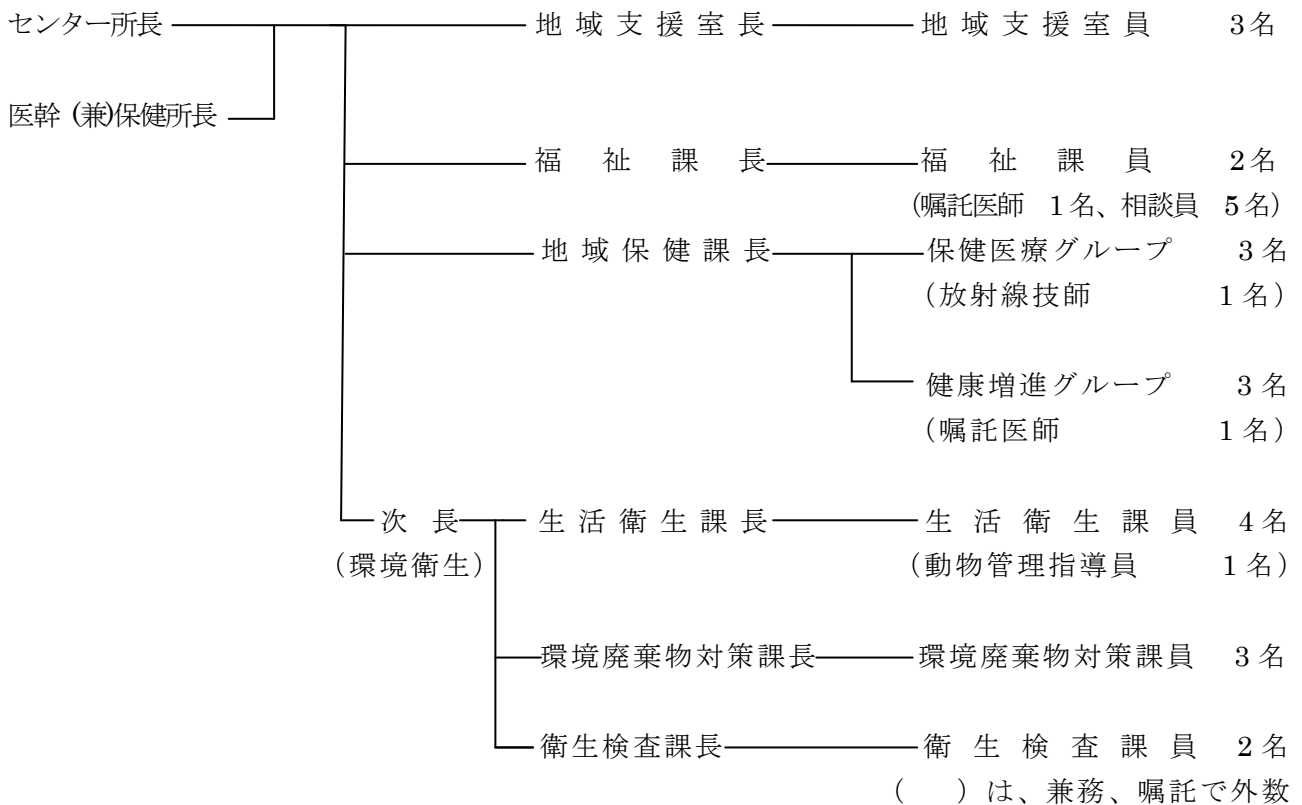 センター所長 地域支援室長 地域支援室員 3名
医幹 (兼)保健所長
福祉課長 福祉課員 2名
(嘱託医師 1名、相談員 5名)
地域保健課長 保健医療グループ 3名
(放射線技師 1名)
健康増進グループ 3名
(嘱託医師 1名)
次長 生活衛生課長 生活衛生課員 4名
(環境衛生) (動物管理指導員 1名)
環境廃棄物対策課長 環境廃棄物対策課員 3名
衛生検査課長 衛生検査課員 2名
( )は、兼務、嘱託で外数